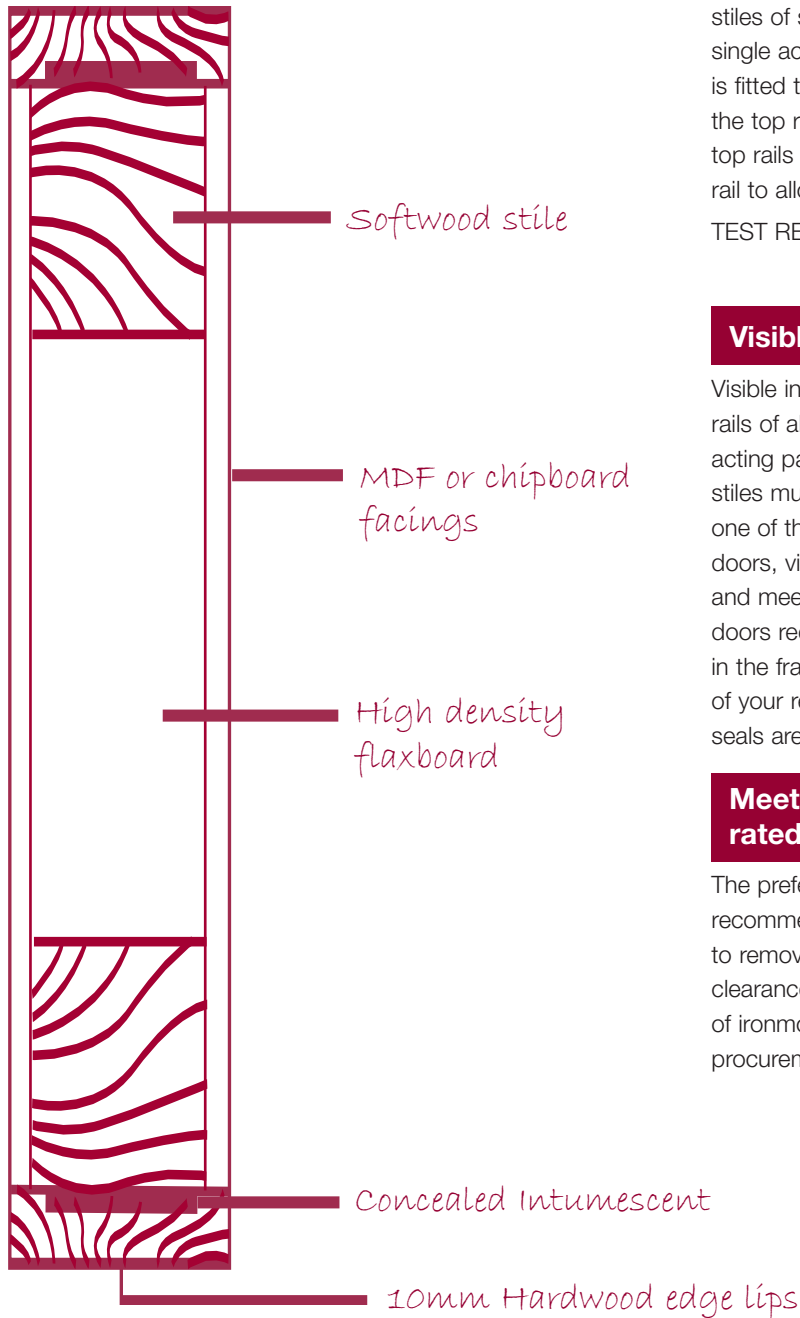 Softwood stile
MDF or chipboard
facings
High density
flaxboard
Concealed Intumescent
10mm Hardwood edge lips
stiles of s
single ac
is fitted t
the top r
top rails
rail to allo
TEST RE
Visibl
Visible in
rails of al
acting pa
stiles mu
one of th
doors, vi
and mee
doors rec
in the fra
of your re
seals are
Meet
rated
The prefe
recomme
to remov
clearance
of ironmo
procurem